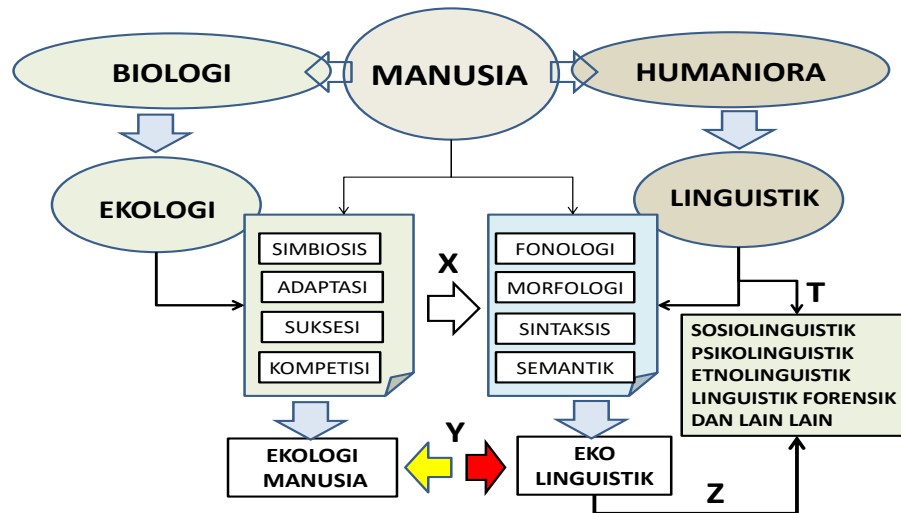 BIOLOGI
MANUSIA
HUMANIORA
EKOLOGI
LINGUISTIK
SIMBIOSIS
ADAPTASI
SUKSESI
KOMPETISI
X
FONOLOGI
MORFOLOGI
SINTAKSIS
SEMANTIK
T
SOSIOLINGUISTIK
PSIKOLINGUISTIK
ETNOLINGUISTIK
LINGUISTIK FORENSIK
DAN LAIN LAIN
EKOLOGI
MANUSIA
Y
EKO
LINGUISTIK
Z